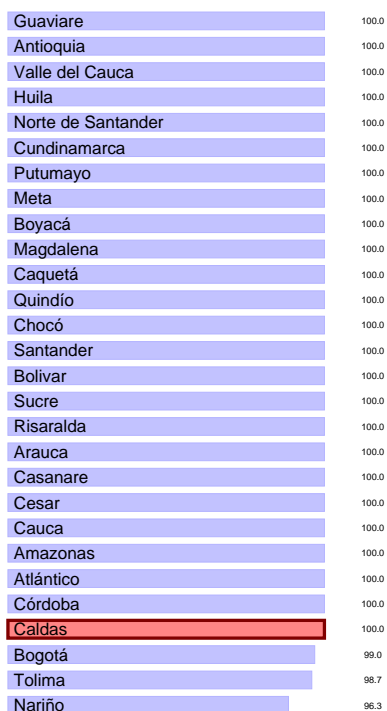 Guaviare 100.0
Antioquia 100.0
Valle del Cauca 100.0
Huila 100.0
Norte de Santander 100.0
Cundinamarca 100.0
Putumayo 100.0
Meta 100.0
Boyacá 100.0
Magdalena 100.0
Caquetá 100.0
Quindío 100.0
Chocó 100.0
Santander 100.0
Bolivar 100.0
Sucre 100.0
Risaralda 100.0
Arauca 100.0
Casanare 100.0
Cesar 100.0
Cauca 100.0
Amazonas 100.0
Atlántico 100.0
Córdoba 100.0
Caldas 100.0
Bogotá 99.0
Tolima 98.7
Nariño 96.3